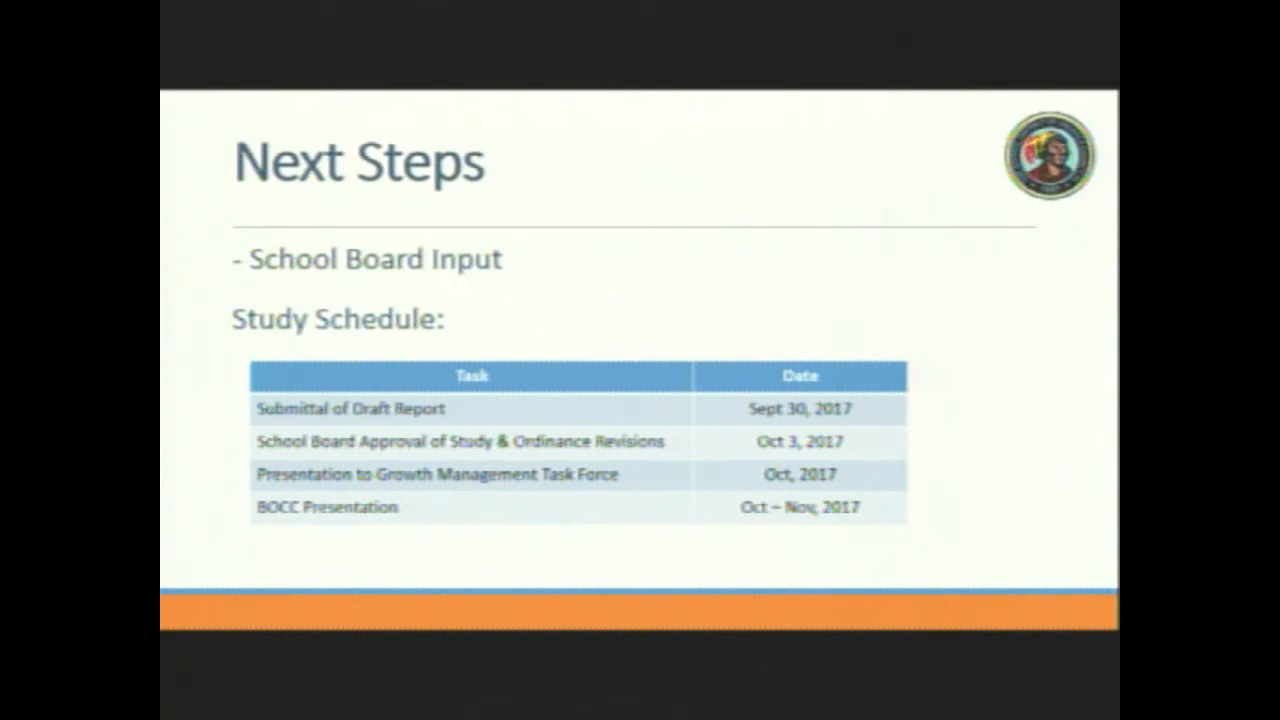 Next Steps
- School Board Input
Study Schedule:
Task Date
Submittal of Draft Report Sept 30, 2017
School Board Approval of Study & Ordinance Revisions Oct 3, 2017
Presentation to Growth Management Task Force Oct, 2017
BOCC Presentation Oct – Nov, 2017